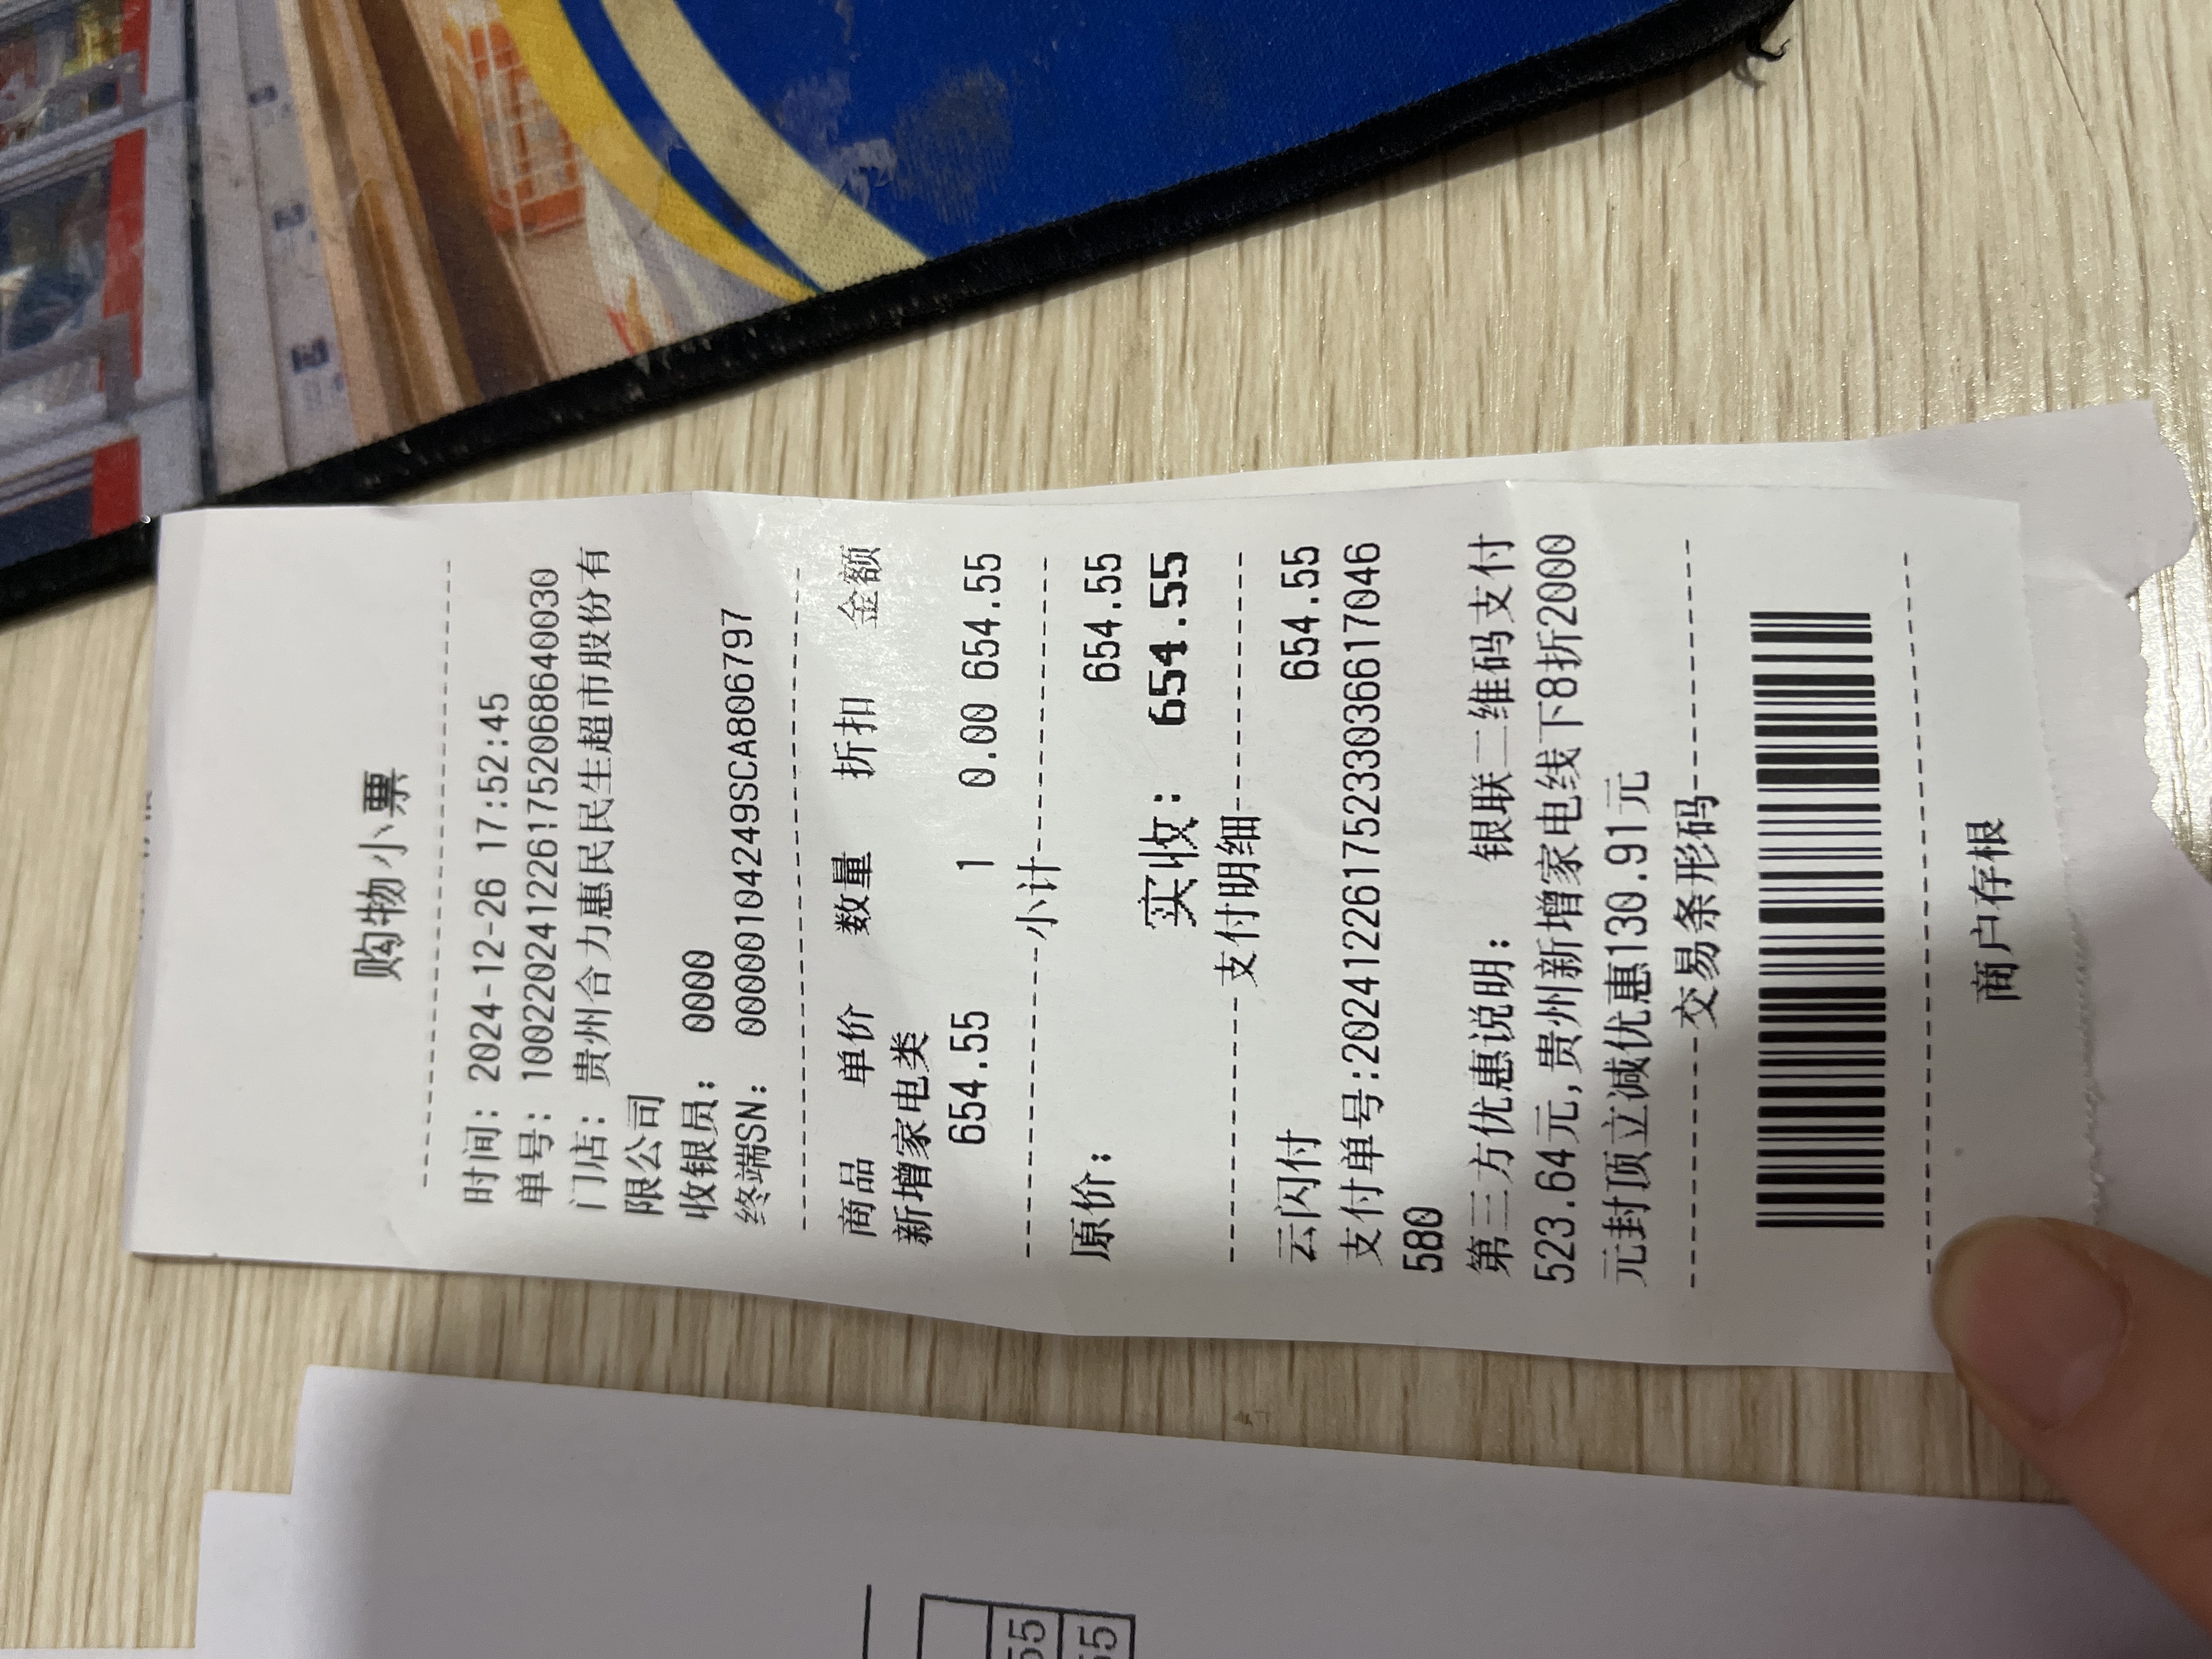 购物小票
时间: 2024-12-26 17:52:45
单号: 10022024122617520686400​30
门店: 贵州合力惠民民生超市股份有
限公司
收银员: 0000
终端SN: 00000104249SCA806797
商品 单价 数量 折扣 金额
新增家电类
654.55 1 0.00 654.55
小计
原价: 654.55
实收: 654.55
支付明细
云闪付 654.55
支付单号:20241226175233036617046
580
第三方优惠说明: 银联二维码支付
523.64元,贵州新增家电线下8折2000
元封顶立减优惠130.91元
交易条形码
商户存根
55
55